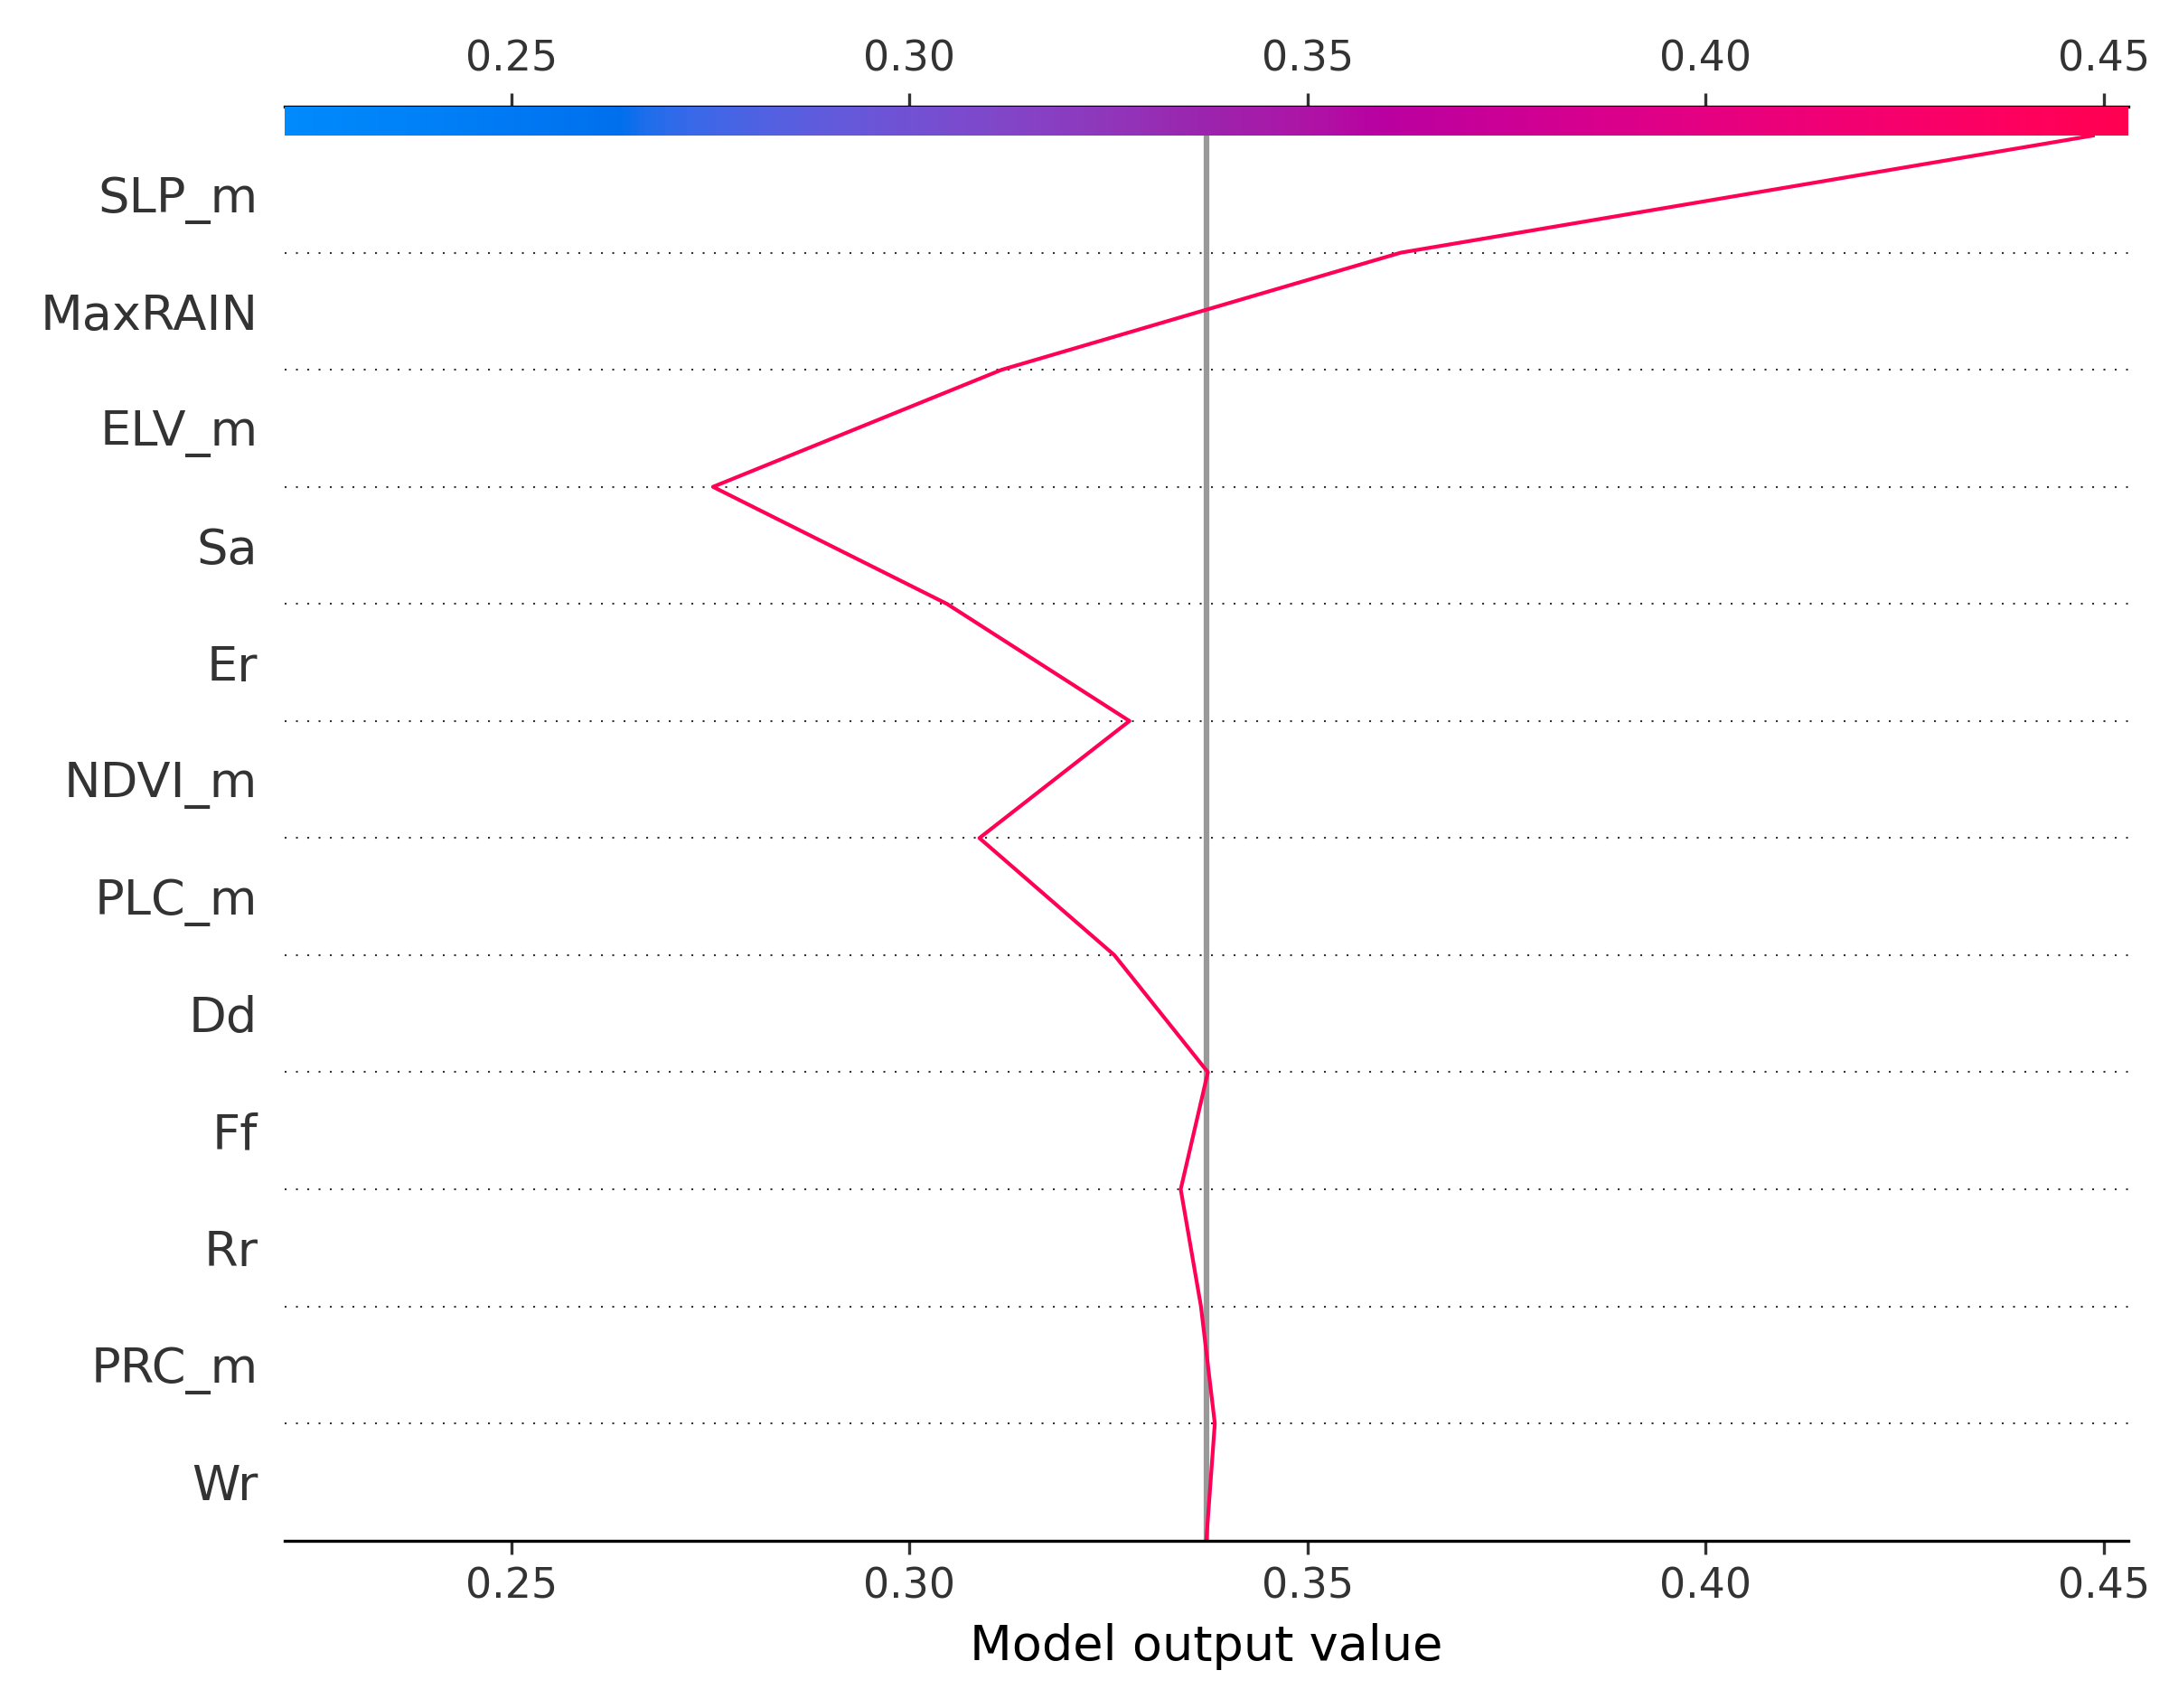 0.25 0.30 0.35 0.40 0.45
SLP_m
MaxRAIN
ELV_m
Sa
Er
NDVI_m
PLC_m
Dd
Ff
Rr
PRC_m
Wr
0.25 0.30 0.35 0.40 0.45
Model output value